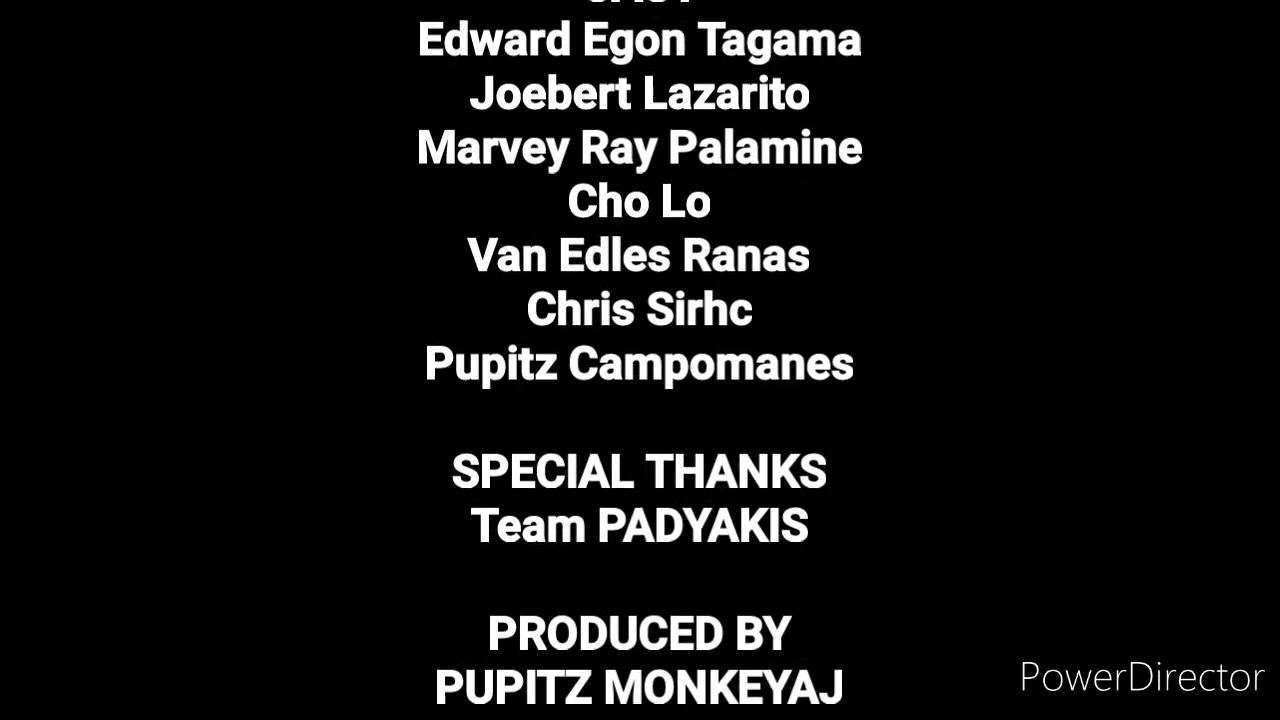 Edward Egon Tagama
Joebert Lazarito
Marvey Ray Palamine
Cho Lo
Van Edles Ranas
Chris Sirhc
Pupitz Campomanes
SPECIAL THANKS
Team PADYAKIS
PRODUCED BY
PUPITZ MONKEYAJ
PowerDirector